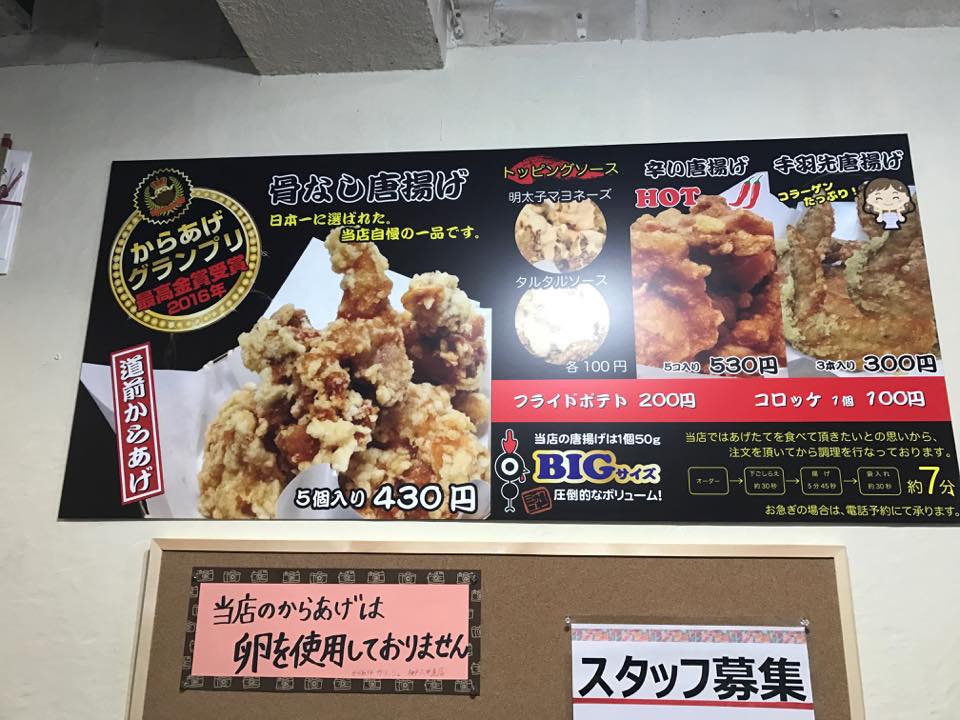 からあげ
グランプリ
最高金賞受賞
2016年
骨なし唐揚げ
日本一に選ばれた。
当店自慢の一品です。
道前からあげ
5個入り 430円
トッピングソース
明太子マヨネーズ
タルタルソース
各100円
辛い唐揚げ
HOT
5コ入り 530円
手羽先唐揚げ
コラーゲン
たっぷり!
3本入り 300円
フライドポテト 200円
コロッケ 1個 100円
当店の唐揚げは1個50g
BIGサイズ
圧倒的なボリューム!
当店ではあげたてを食べて頂きたいとの思いから、
注文を頂いてから調理を行なっております。
オーダー
下ごしらえ
約30秒
揚げ
5分45秒
袋入れ
約30秒
約7分
お急ぎの場合は、電話予約にて承ります。
当店のからあげは
卵を使用しておりません
スタッフ募集